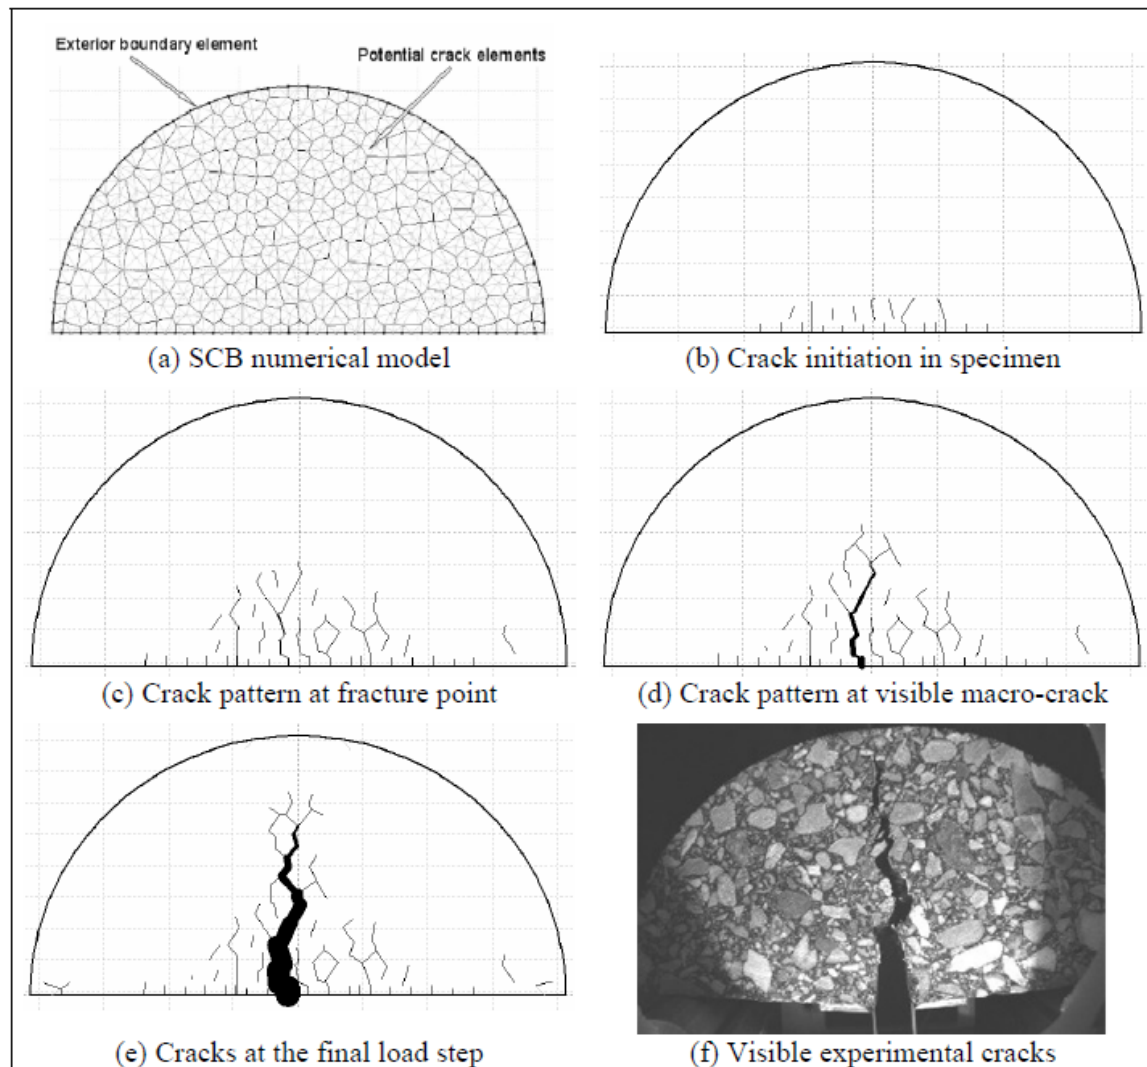 Exterior boundary element
Potential crack elements
(a) SCB numerical model
(b) Crack initiation in specimen
(c) Crack pattern at fracture point
(d) Crack pattern at visible macro-crack
(e) Cracks at the final load step
(f) Visible experimental cracks